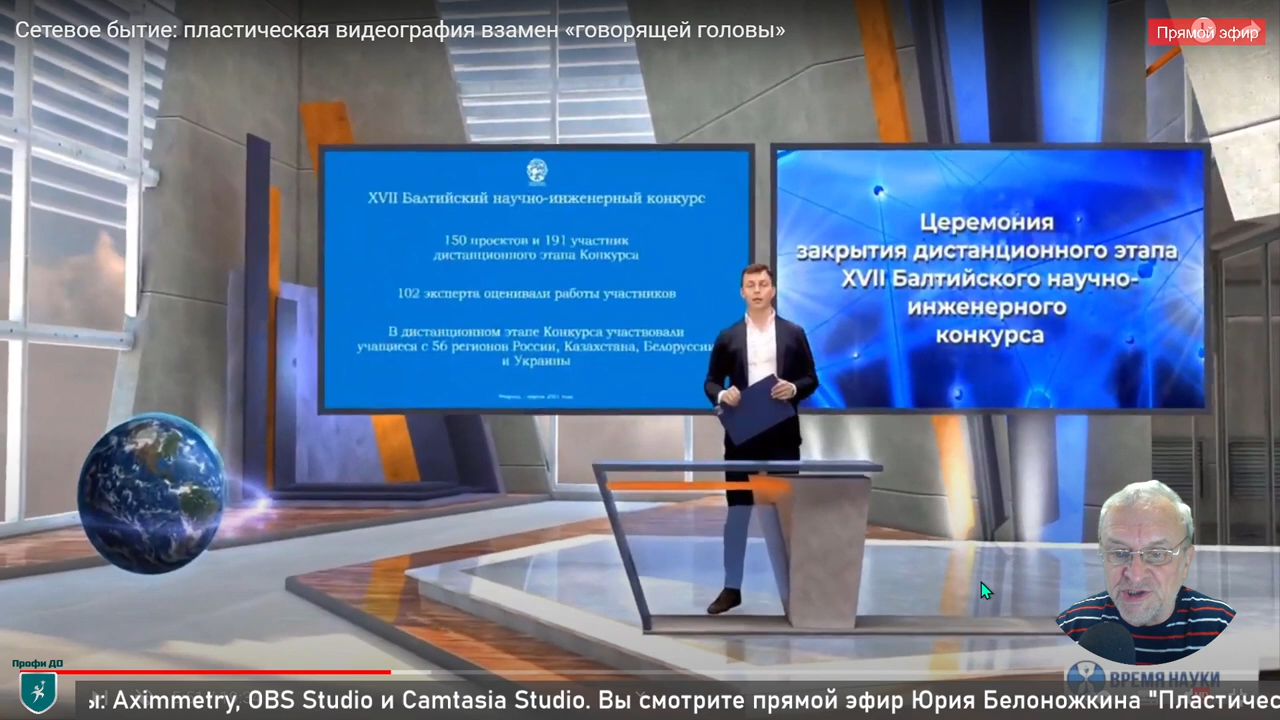 Сетевое бытие: пластическая видеография взамен «говорящей головы»
Прямой эфир
XVII Балтийский научно-инженерный конкурс
150 проектов и 191 участник
дистанционного этапа Конкурса
102 эксперта оценивали работы участников
В дистанционном этапе Конкурса участвовали
учащиеся с 56 регионов России, Казахстана, Белоруссии
и Украины
Церемония
закрытия дистанционного этапа
XVII Балтийского научно-
инженерного
конкурса
Профи ДО
ВРЕМЯ НАУКИ
ы: Aximmetry, OBS Studio и Camtasia Studio. Вы смотрите прямой эфир Юрия Белоножкина "Пластичес